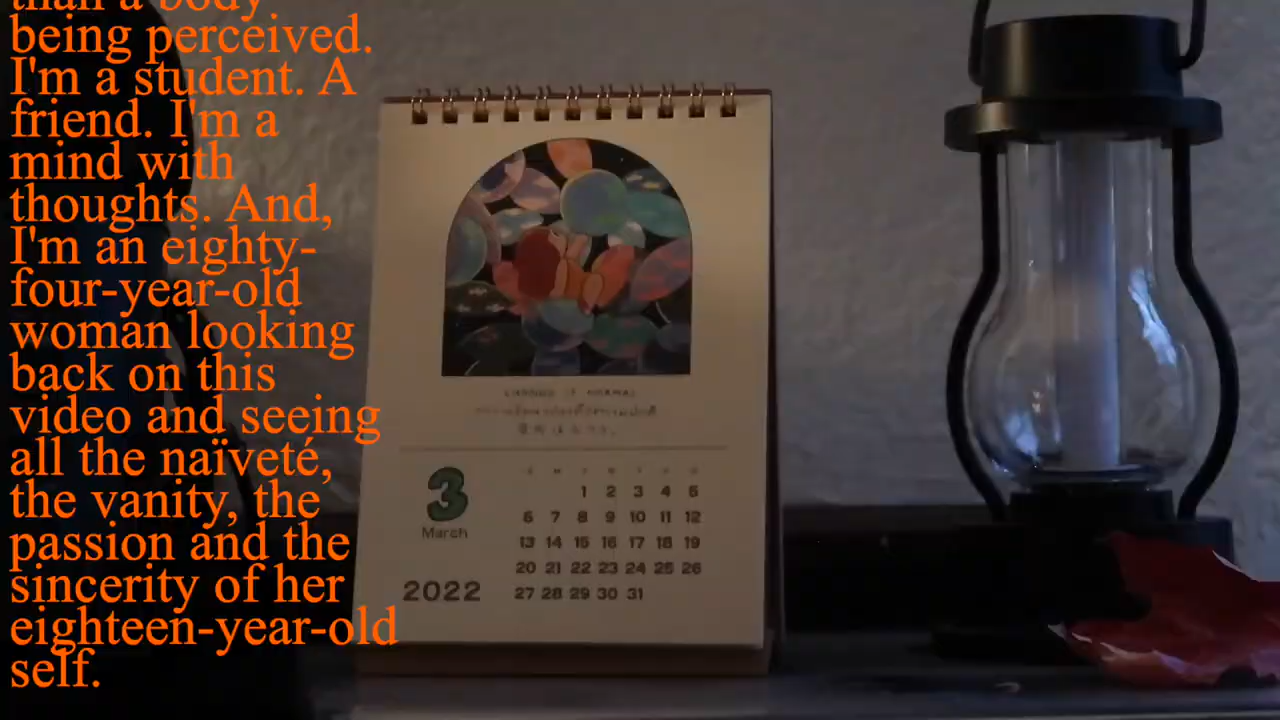 than a body
being perceived.
I'm a student. A
friend. I'm a
mind with
thoughts. And,
I'm an eighty-
four-year-old
woman looking
back on this
video and seeing
all the naïveté,
the vanity, the
passion and the
sincerity of her
eighteen-year-old
self.
3
March
2022
1 2 3 4 5
6 7 8 9 10 11 12
13 14 15 16 17 18 19
20 21 22 23 24 25 26
27 28 29 30 31